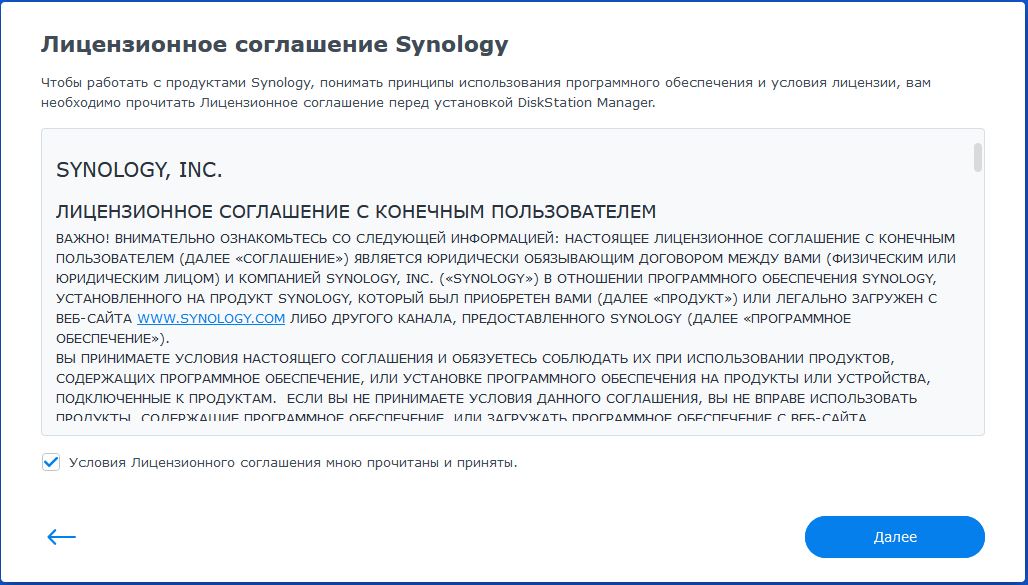 Лицензионное соглашение Synology
Чтобы работать с продуктами Synology, понимать принципы использования программного обеспечения и условия лицензии, вам
необходимо прочитать Лицензионное соглашение перед установкой DiskStation Manager.
SYNOLOGY, INC.
ЛИЦЕНЗИОННОЕ СОГЛАШЕНИЕ С КОНЕЧНЫМ ПОЛЬЗОВАТЕЛЕМ
ВАЖНО! ВНИМАТЕЛЬНО ОЗНАКОМЬТЕСЬ СО СЛЕДУЮЩЕЙ ИНФОРМАЦИЕЙ: НАСТОЯЩЕЕ ЛИЦЕНЗИОННОЕ СОГЛАШЕНИЕ С КОНЕЧНЫМ
ПОЛЬЗОВАТЕЛЕМ (ДАЛЕЕ «СОГЛАШЕНИЕ») ЯВЛЯЕТСЯ ЮРИДИЧЕСКИ ОБЯЗЫВАЮЩИМ ДОГОВОРОМ МЕЖДУ ВАМИ (ФИЗИЧЕСКИМ ИЛИ
ЮРИДИЧЕСКИМ ЛИЦОМ) И КОМПАНИЕЙ SYNOLOGY, INC. («SYNOLOGY») В ОТНОШЕНИИ ПРОГРАММНОГО ОБЕСПЕЧЕНИЯ SYNOLOGY,
УСТАНОВЛЕННОГО НА ПРОДУКТ SYNOLOGY, КОТОРЫЙ БЫЛ ПРИОБРЕТЕН ВАМИ (ДАЛЕЕ «ПРОДУКТ») ИЛИ ЛЕГАЛЬНО ЗАГРУЖЕН С
ВЕБ-САЙТА WWW.SYNOLOGY.COM ЛИБО ДРУГОГО КАНАЛА, ПРЕДОСТАВЛЕННОГО SYNOLOGY (ДАЛЕЕ «ПРОГРАММНОЕ
ОБЕСПЕЧЕНИЕ»).
ВЫ ПРИНИМАЕТЕ УСЛОВИЯ НАСТОЯЩЕГО СОГЛАШЕНИЯ И ОБЯЗУЕТЕСЬ СОБЛЮДАТЬ ИХ ПРИ ИСПОЛЬЗОВАНИИ ПРОДУКТОВ,
СОДЕРЖАЩИХ ПРОГРАММНОЕ ОБЕСПЕЧЕНИЕ, ИЛИ УСТАНОВКЕ ПРОГРАММНОГО ОБЕСПЕЧЕНИЯ НА ПРОДУКТЫ ИЛИ УСТРОЙСТВА,
ПОДКЛЮЧЕННЫЕ К ПРОДУКТАМ. ЕСЛИ ВЫ НЕ ПРИНИМАЕТЕ УСЛОВИЯ ДАННОГО СОГЛАШЕНИЯ, ВЫ НЕ ВПРАВЕ ИСПОЛЬЗОВАТЬ
ПРОДУКТЫ, СОДЕРЖАЩИЕ ПРОГРАММНОЕ ОБЕСПЕЧЕНИЕ, ИЛИ ЗАГРУЖАТЬ ПРОГРАММНОЕ ОБЕСПЕЧЕНИЕ С ВЕБ-САЙТА
Условия Лицензионного соглашения мною прочитаны и приняты.
Далее